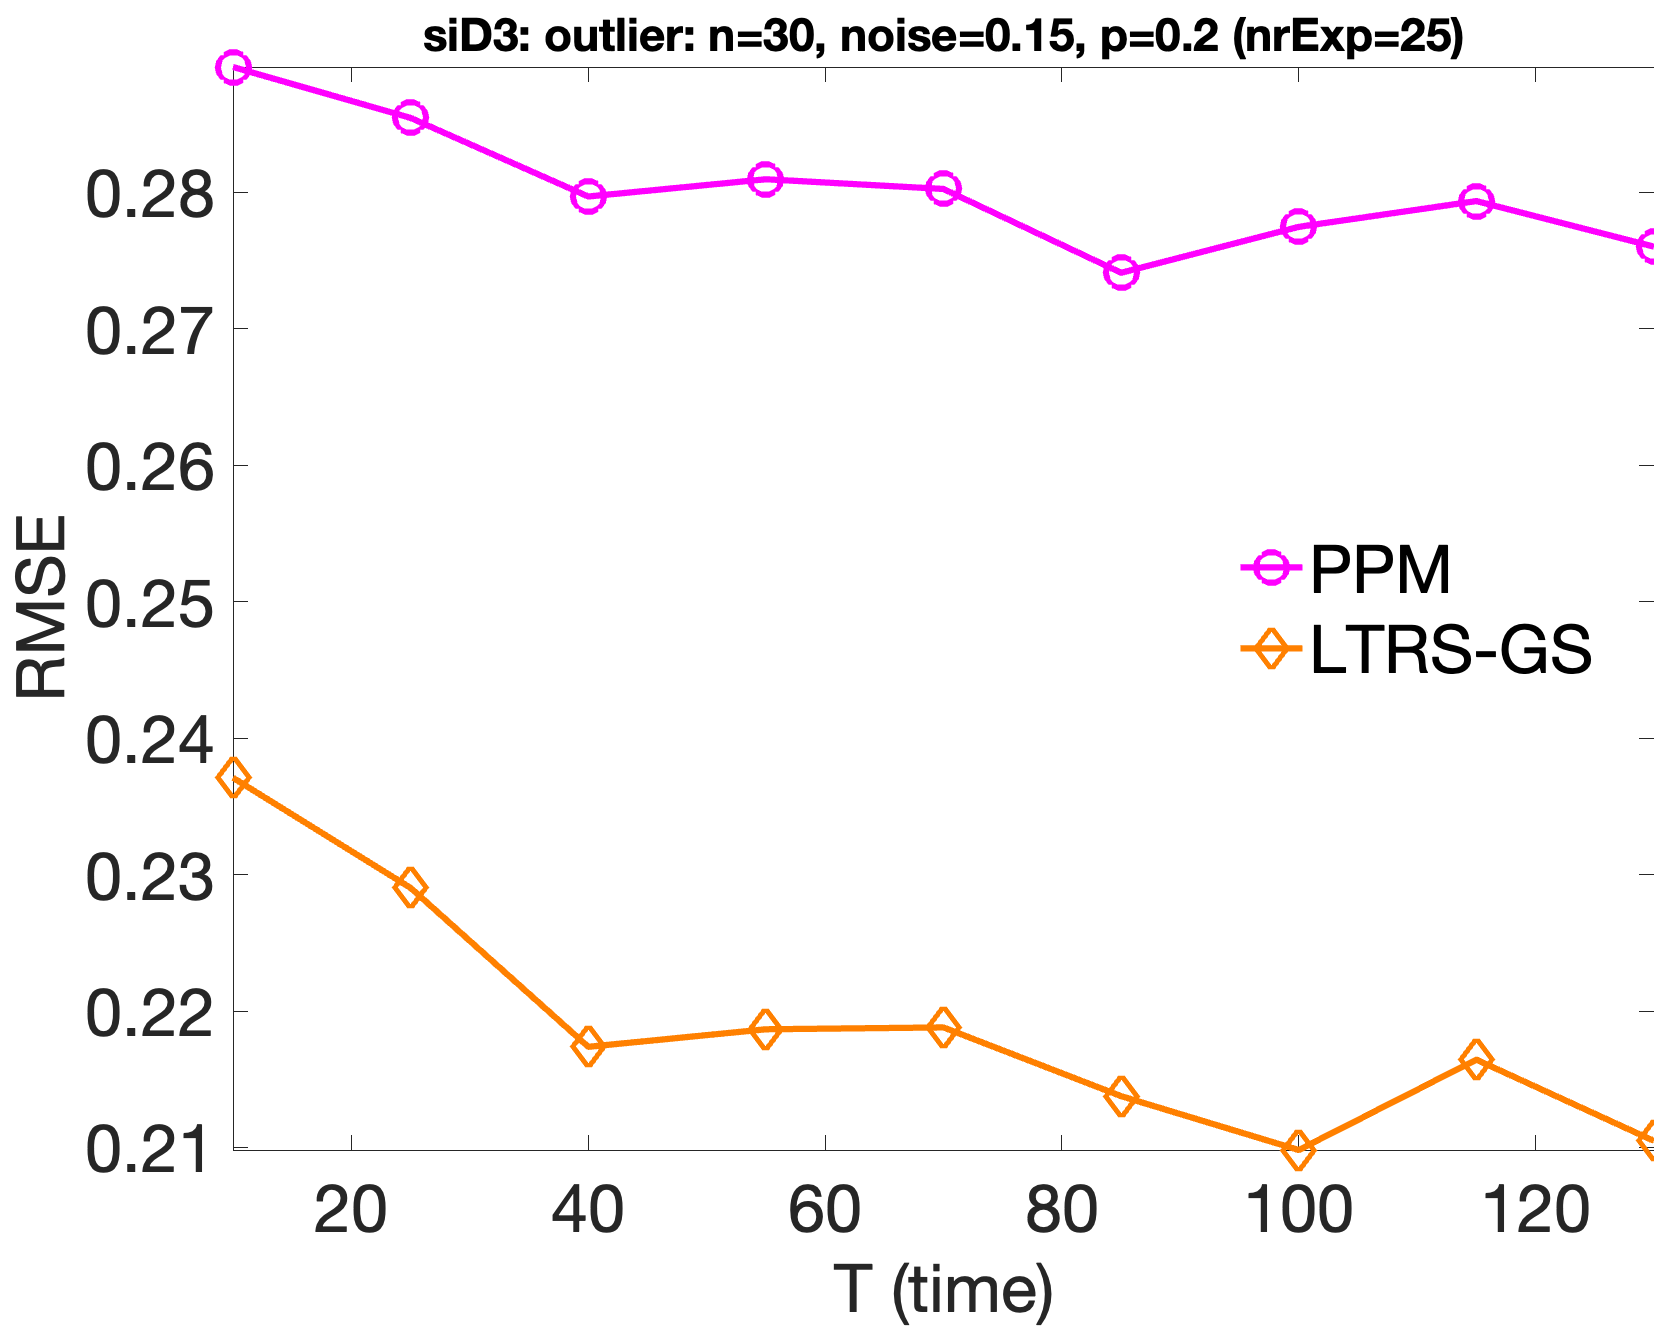 siD3: outlier: n=30, noise=0.15, p=0.2 (nrExp=25)
0.28
0.27
0.26
0.25
0.24
0.23
0.22
0.21
RMSE
PPM
LTRS-GS
20 40 60 80 100 120
T (time)